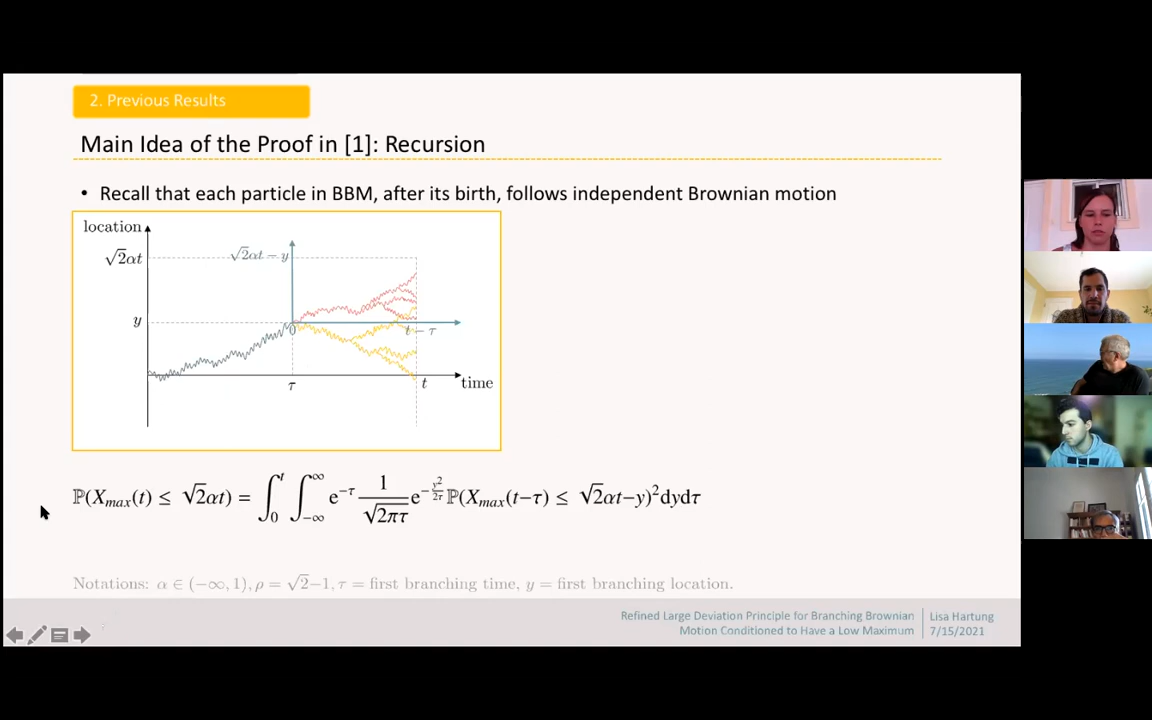 2. Previous Results
Main Idea of the Proof in [1]: Recursion
• Recall that each particle in BBM, after its birth, follows independent Brownian motion
location
√2αt
√2αt − y
y
0
t − τ
τ
t
time
ℙ(X_max(t) ≤ √2αt) = ∫_0^t ∫_{−∞}^∞ e^{−τ} 1/√(2πτ) e^{−y²/2τ} ℙ(X_max(t−τ) ≤ √2αt−y)² dydτ
Notations: α ∈ (−∞, 1), ρ = √2−1, τ = first branching time, y = first branching location.
Refined Large Deviation Principle for Branching Brownian
Motion Conditioned to Have a Low Maximum
Lisa Hartung
7/15/2021